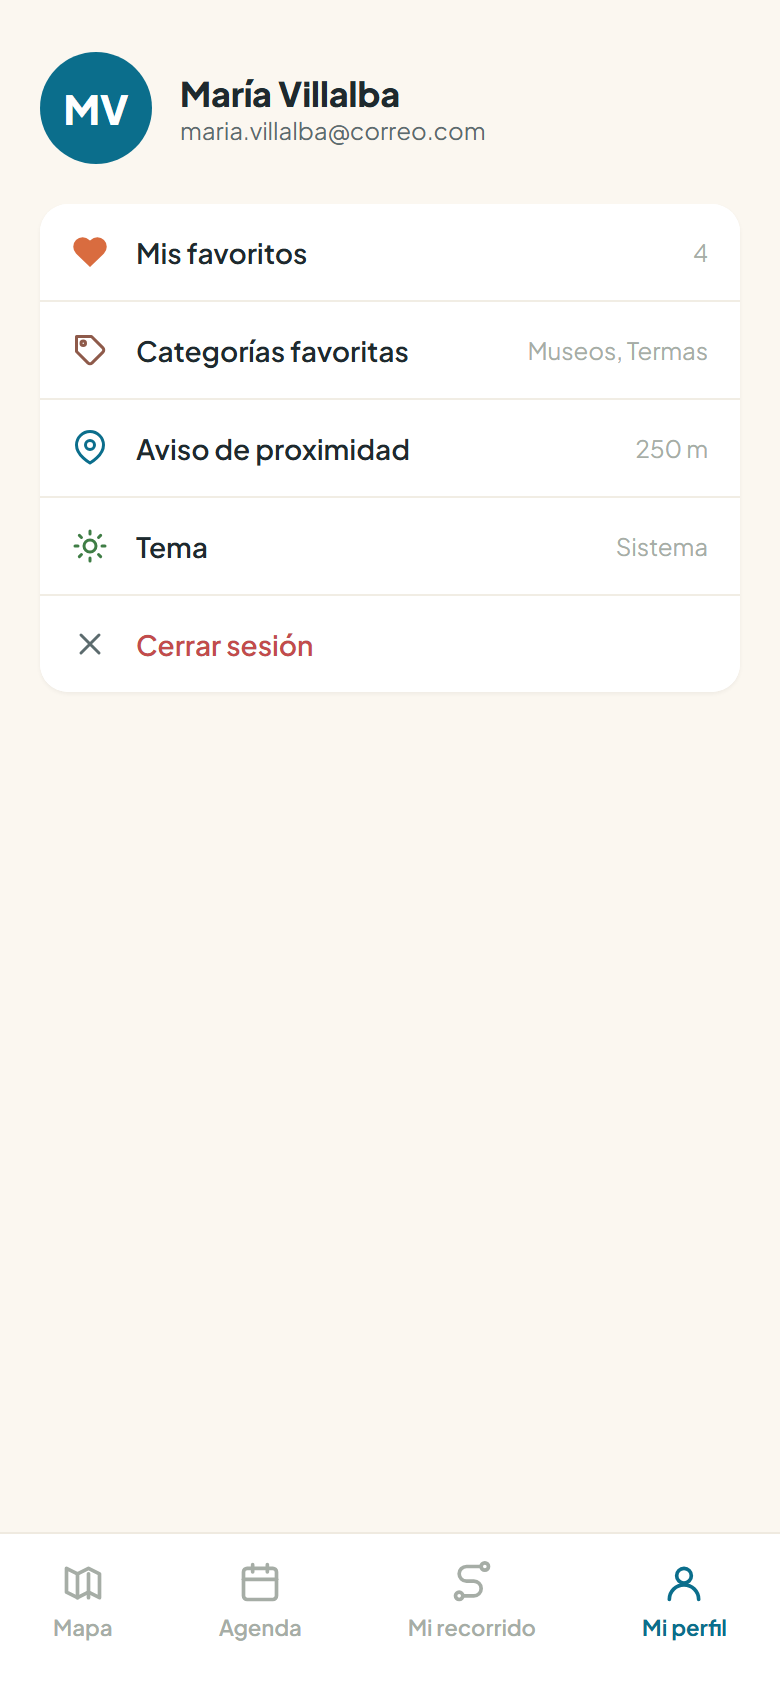 MV
María Villalba
maria.villalba@correo.com
Mis favoritos 4
Categorías favoritas Museos, Termas
Aviso de proximidad 250 m
Tema Sistema
Cerrar sesión
Mapa Agenda Mi recorrido Mi perfil